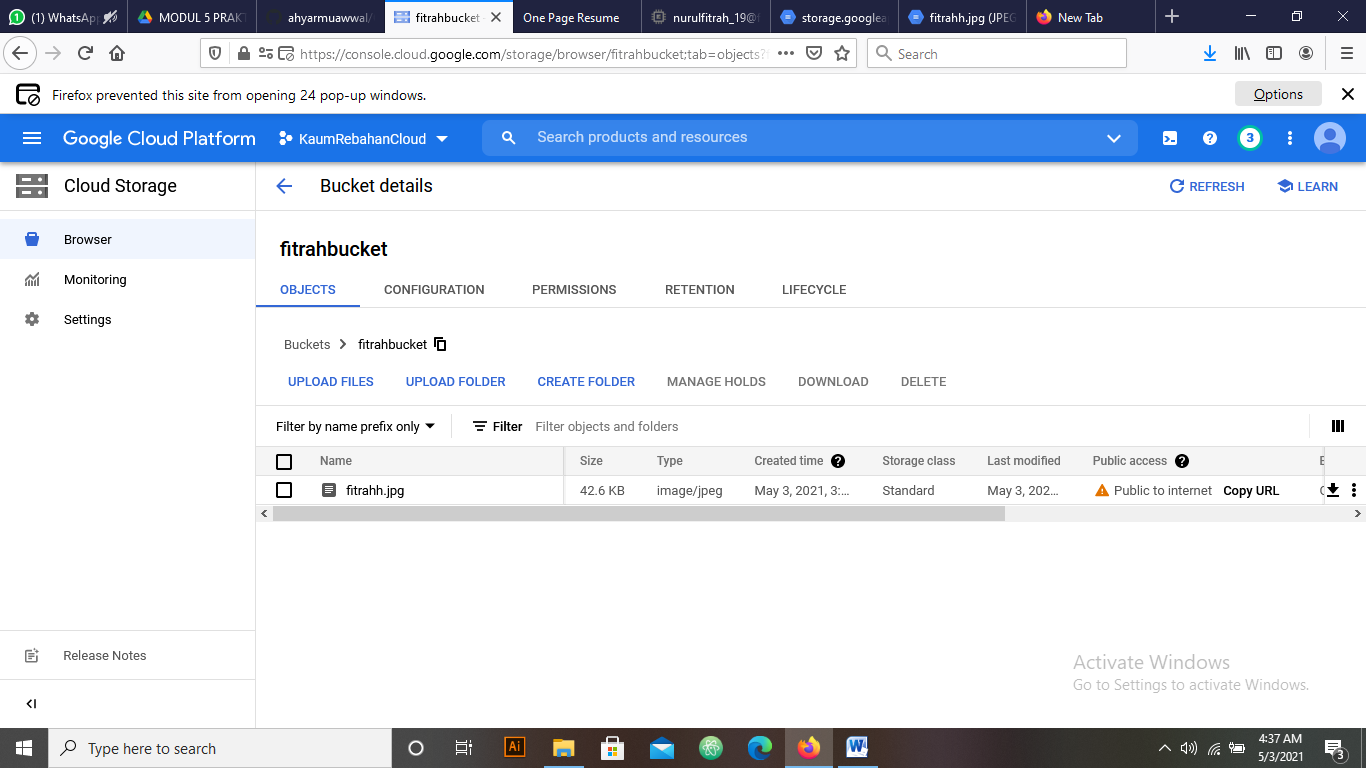 (1) WhatsApp
MODUL 5 PRAKT
ahyarmuawwal/
fitrahbucket
One Page Resume
nurulfitrah_19@
storage.googlea
fitrahh.jpg (JPEG
New Tab
https://console.cloud.google.com/storage/browser/fitrahbucket;tab=objects?
Search
Firefox prevented this site from opening 24 pop-up windows.
Options
Google Cloud Platform
KaumRebahanCloud
Search products and resources
3
Cloud Storage
Bucket details
REFRESH
LEARN
Browser
Monitoring
Settings
fitrahbucket
OBJECTS CONFIGURATION PERMISSIONS RETENTION LIFECYCLE
Buckets > fitrahbucket
UPLOAD FILES UPLOAD FOLDER CREATE FOLDER MANAGE HOLDS DOWNLOAD DELETE
Filter by name prefix only Filter Filter objects and folders
Name Size Type Created time Storage class Last modified Public access
fitrahh.jpg 42.6 KB image/jpeg May 3, 2021, 3:... Standard May 3, 202... Public to internet Copy URL
Release Notes
Activate Windows
Go to Settings to activate Windows.
Type here to search
Ai
4:37 AM
5/3/2021
3